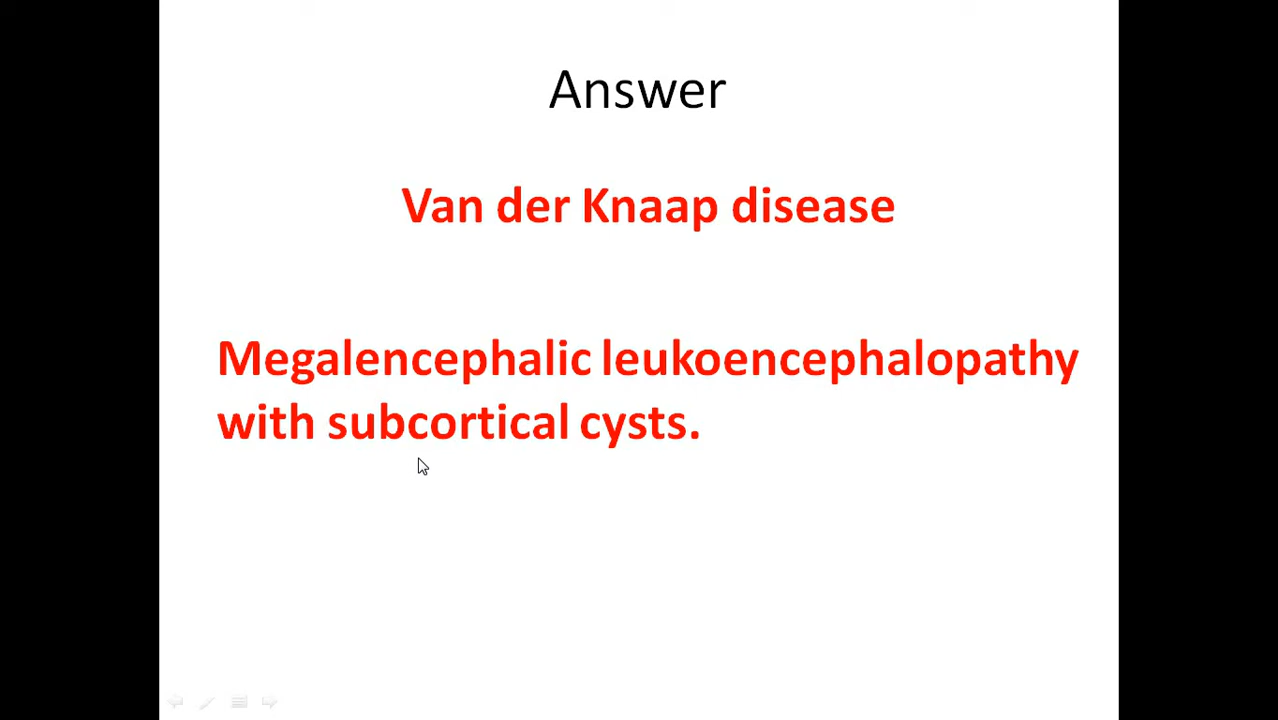 Answer
Van der Knaap disease
Megalencephalic leukoencephalopathy
with subcortical cysts.